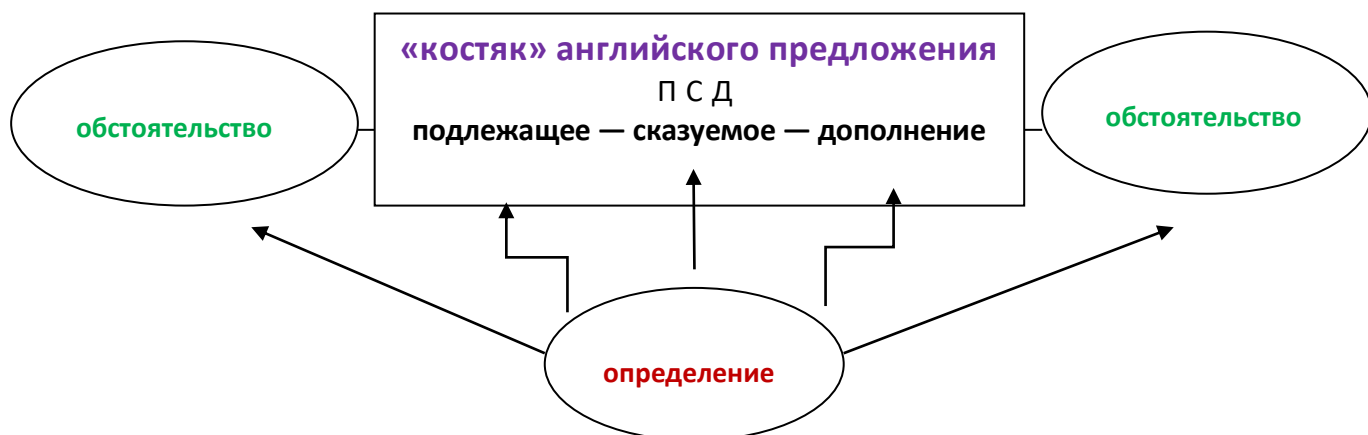 «костяк» английского предложения
П С Д
подлежащее — сказуемое — дополнение
обстоятельство
обстоятельство
определение